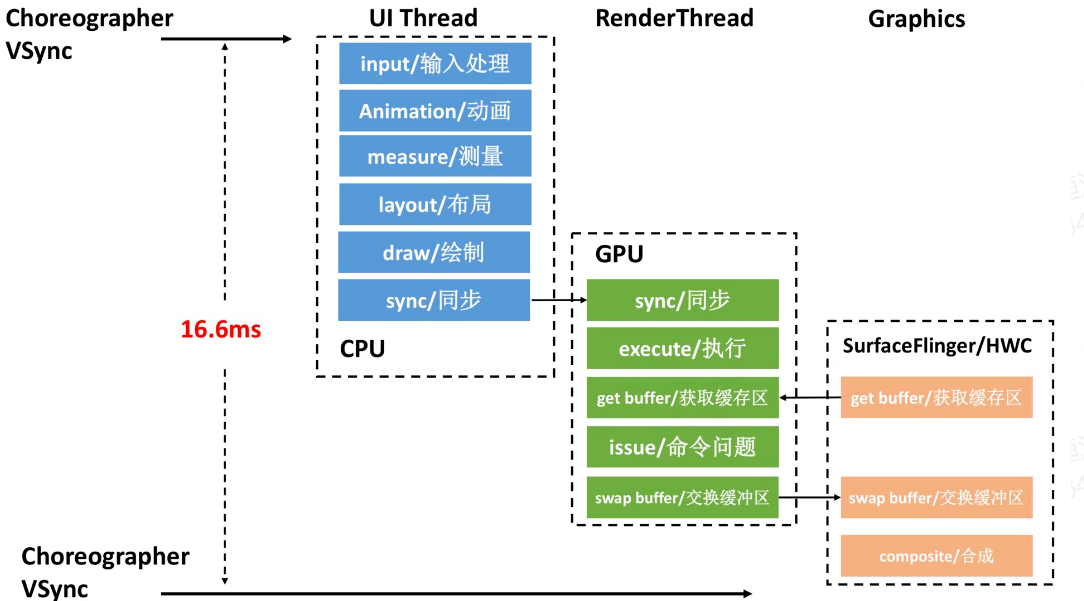 Choreographer
VSync
UI Thread
RenderThread
Graphics
input/输入处理
Animation/动画
measure/测量
layout/布局
draw/绘制
sync/同步
CPU
16.6ms
GPU
sync/同步
execute/执行
get buffer/获取缓存区
issue/命令问题
swap buffer/交换缓冲区
SurfaceFlinger/HWC
get buffer/获取缓存区
swap buffer/交换缓冲区
composite/合成
Choreographer
VSync